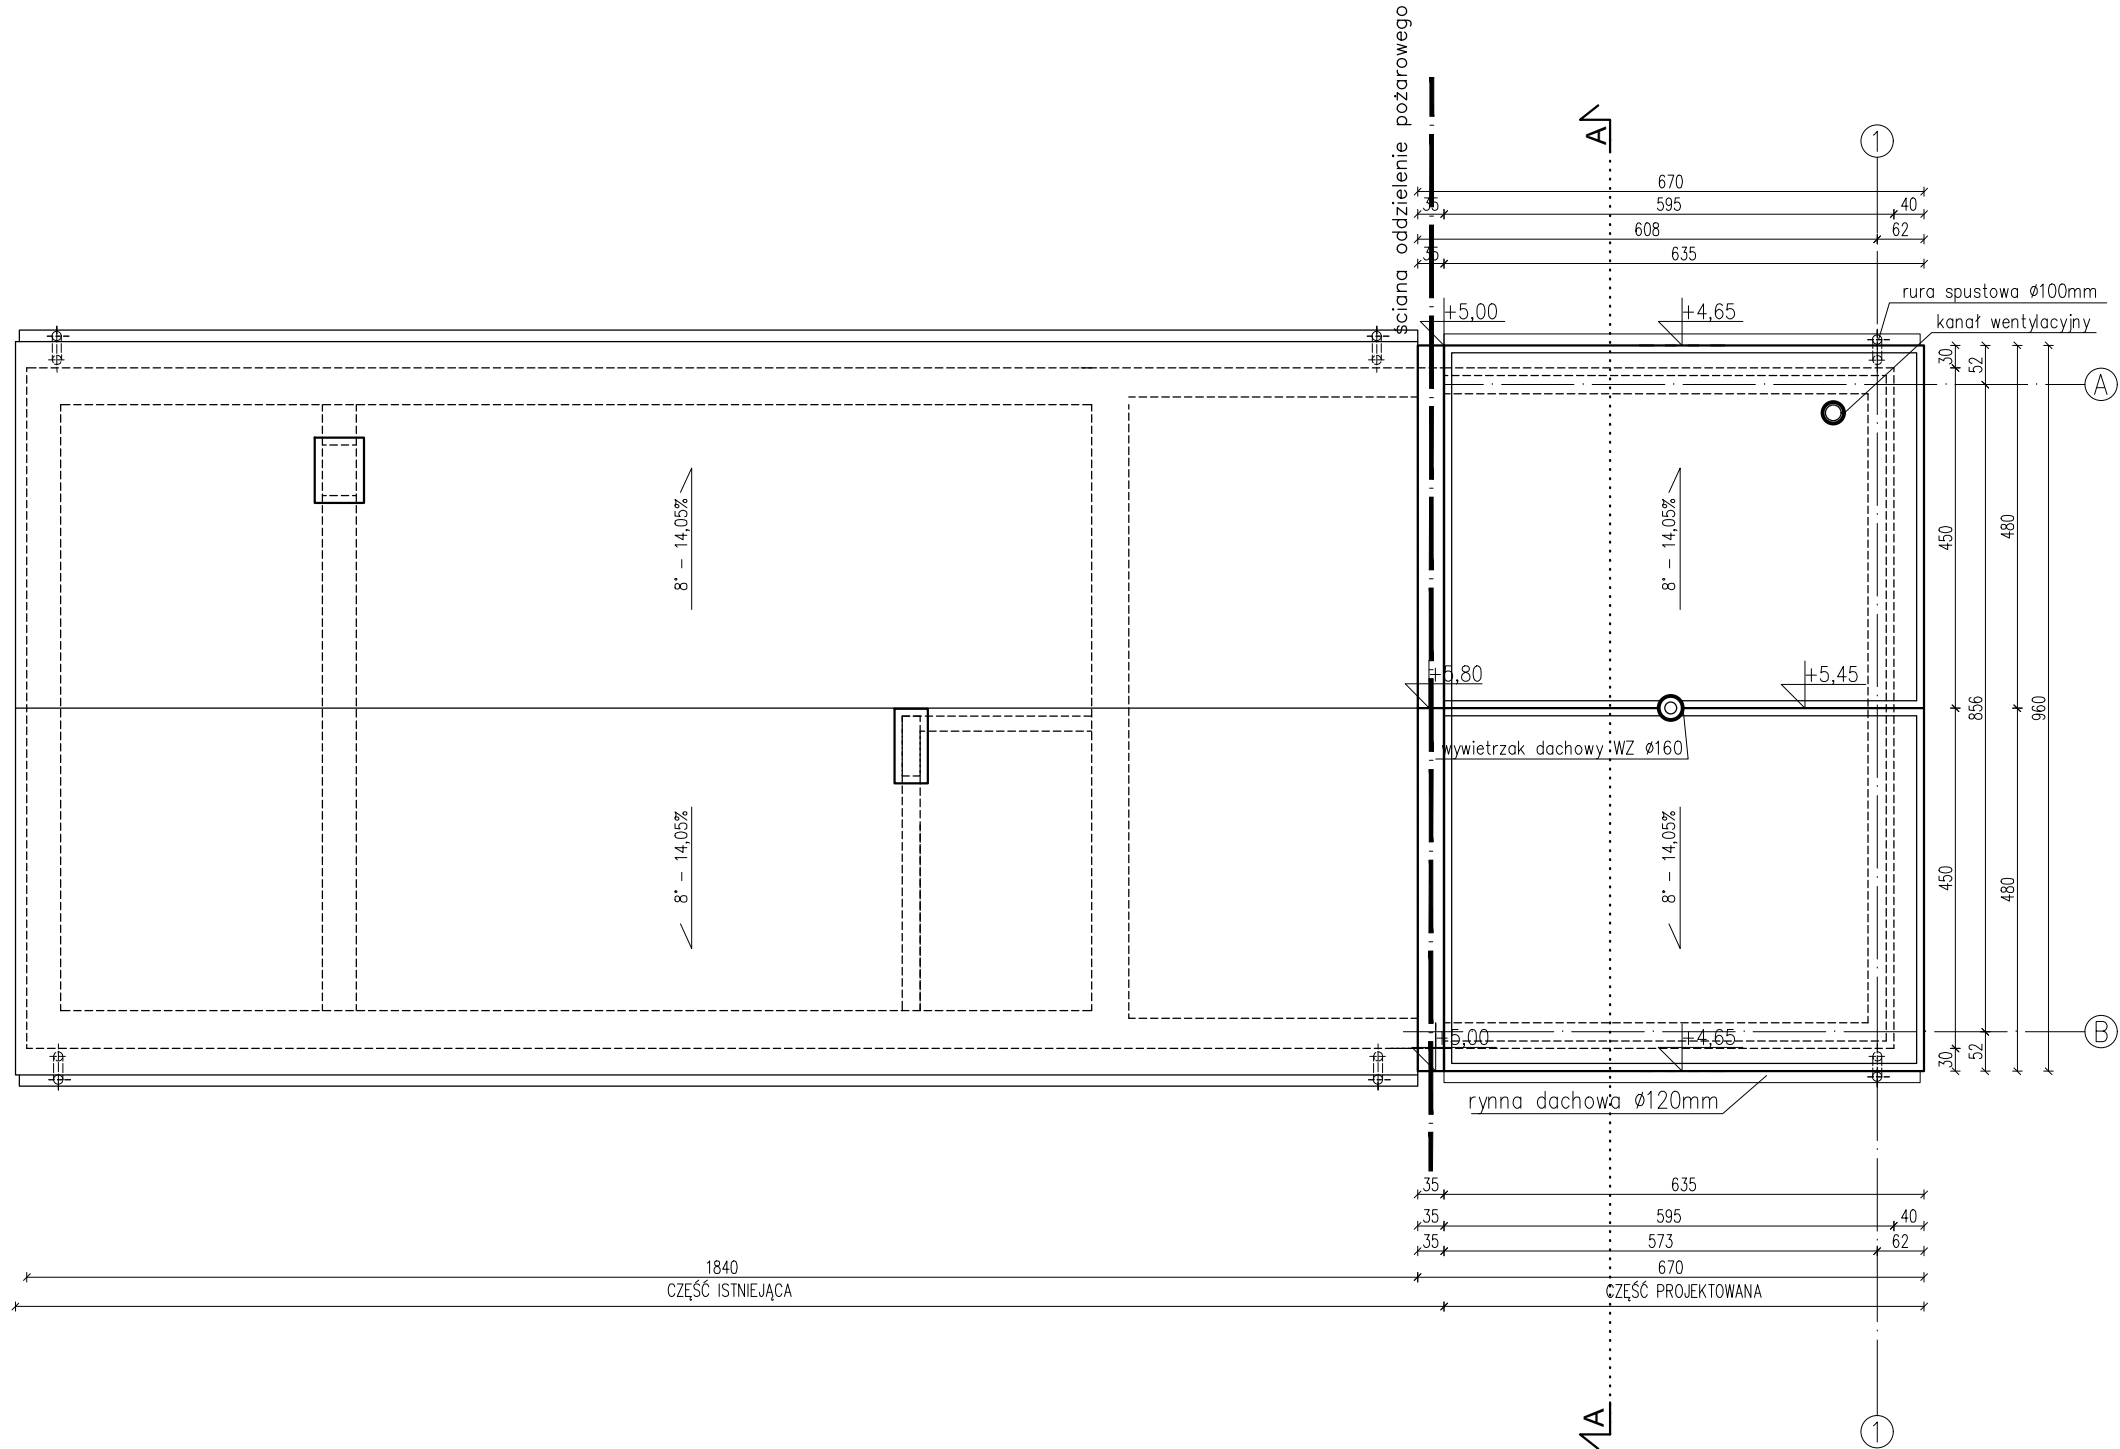 ściana oddzielenie pożarowego
A
1
670
35
595
40
608
62
35
635
rura spustowa Ø100mm
+5,00
+4,65
kanał wentylacyjny
30
52
A
8° - 14,05%
8° - 14,05%
450
480
+5,80
+5,45
856
960
wywietrzak dachowy WZ Ø160
8° - 14,05%
8° - 14,05%
450
480
+5,00
+4,65
B
30
52
rynna dachowa Ø120mm
35
635
35
595
40
35
573
62
1840
670
CZĘŚĆ ISTNIEJĄCA
CZĘŚĆ PROJEKTOWANA
A
1